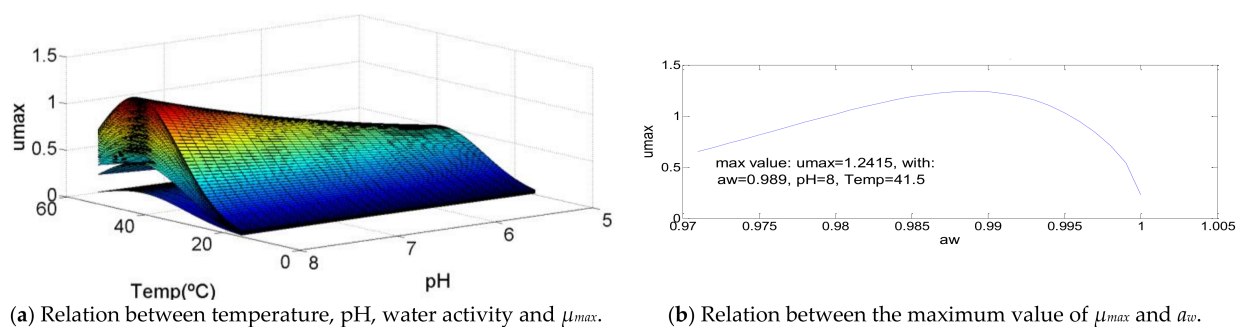 1.5
1
0.5
0
umax
60
40
20
0
Temp(ºC)
8
7
6
5
pH
(a) Relation between temperature, pH, water activity and μmax.
1.5
1
0.5
0
umax
max value: umax=1.2415, with:
aw=0.989, pH=8, Temp=41.5
0.97 0.975 0.98 0.985 0.99 0.995 1 1.005
aw
(b) Relation between the maximum value of μmax and aw.